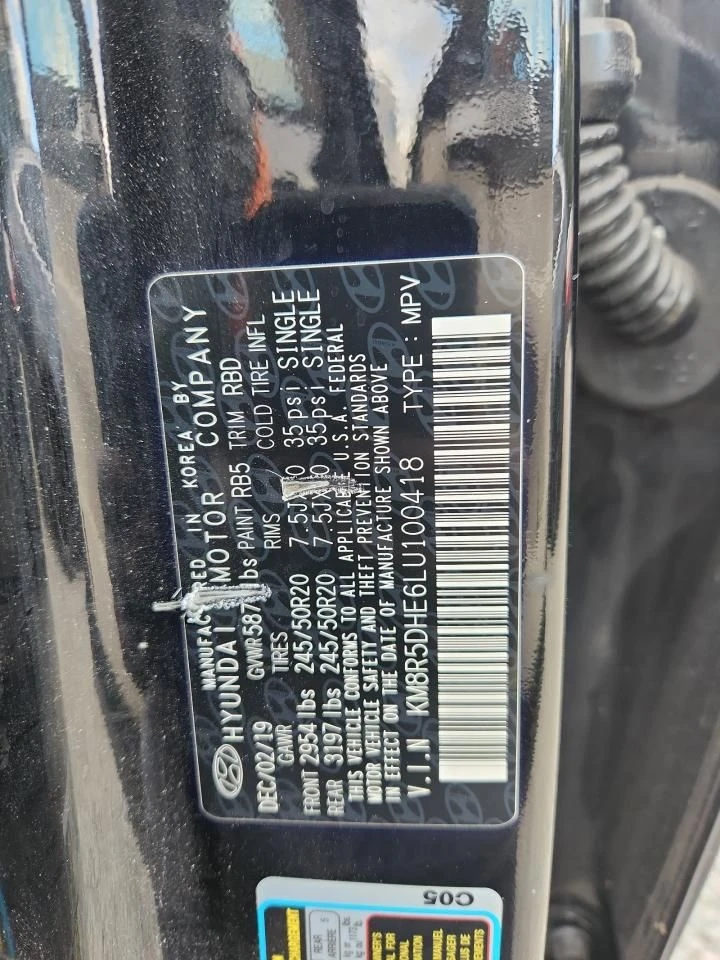 MANUFACTURED IN KOREA BY
HYUNDAI MOTOR COMPANY
DEC/02/19 GVWR lbs PAINT RB5 TRIM RBD
GAWR TIRES RIMS COLD TIRE INFL
FRONT 2954 lbs 245/50R20 7.5J 35psi SINGLE
REAR 3197 lbs 245/50R20 7.5J 35psi SINGLE
THIS VEHICLE CONFORMS TO ALL U.S.A. FEDERAL
MOTOR VEHICLE SAFETY AND THEFT PREVENTION STANDARDS
IN EFFECT ON THE DATE OF MANUFACTURE SHOWN ABOVE
V.I.N KM8R5DHE6LU100418 TYPE : MPV
C05
REAR 5
ARRIÈRE